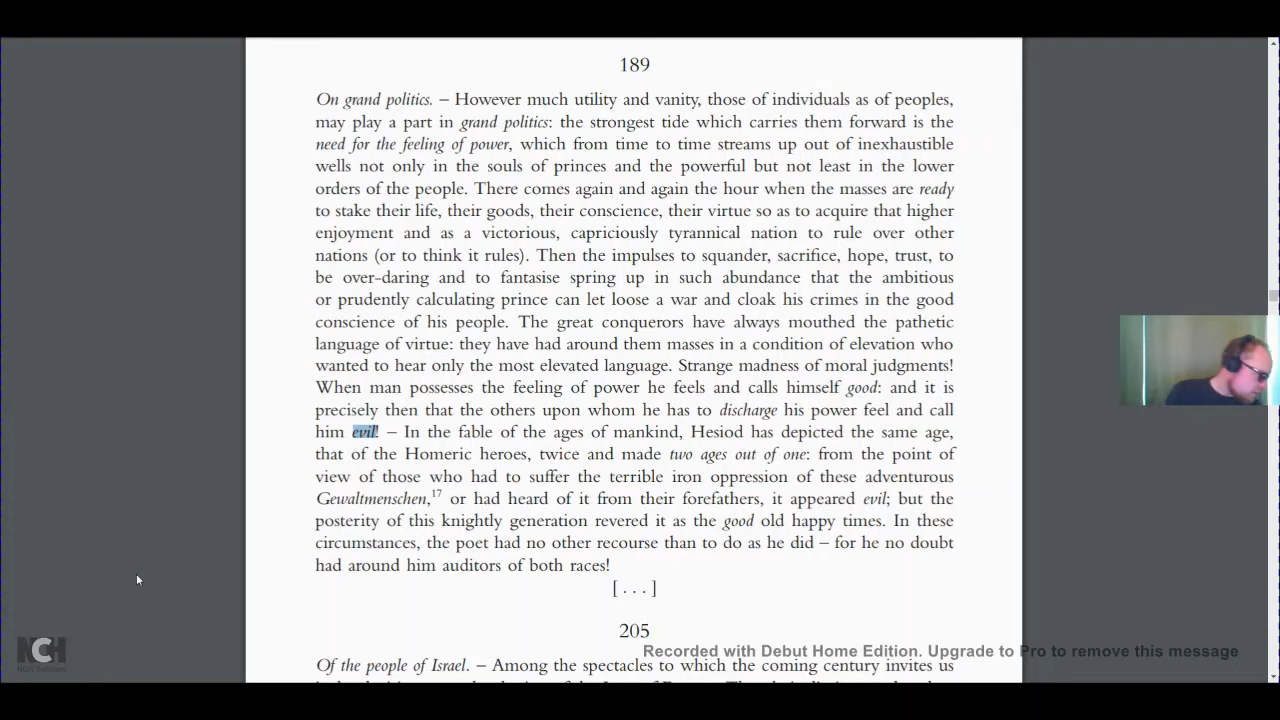 189
On grand politics. – However much utility and vanity, those of individuals as of peoples,
may play a part in grand politics: the strongest tide which carries them forward is the
need for the feeling of power, which from time to time streams up out of inexhaustible
wells not only in the souls of princes and the powerful but not least in the lower
orders of the people. There comes again and again the hour when the masses are ready
to stake their life, their goods, their conscience, their virtue so as to acquire that higher
enjoyment and as a victorious, capriciously tyrannical nation to rule over other
nations (or to think it rules). Then the impulses to squander, sacrifice, hope, trust, to
be over-daring and to fantasise spring up in such abundance that the ambitious
or prudently calculating prince can let loose a war and cloak his crimes in the good
conscience of his people. The great conquerors have always mouthed the pathetic
language of virtue: they have had around them masses in a condition of elevation who
wanted to hear only the most elevated language. Strange madness of moral judgments!
When man possesses the feeling of power he feels and calls himself good: and it is
precisely then that the others upon whom he has to discharge his power feel and call
him evil! – In the fable of the ages of mankind, Hesiod has depicted the same age,
that of the Homeric heroes, twice and made two ages out of one: from the point of
view of those who had to suffer the terrible iron oppression of these adventurous
Gewaltmenschen,17 or had heard of it from their forefathers, it appeared evil; but the
posterity of this knightly generation revered it as the good old happy times. In these
circumstances, the poet had no other recourse than to do as he did – for he no doubt
had around him auditors of both races!
[ . . . ]
205
Of the people of Israel. – Among the spectacles to which the coming century invites us
Recorded with Debut Home Edition. Upgrade to Pro to remove this message
NCH